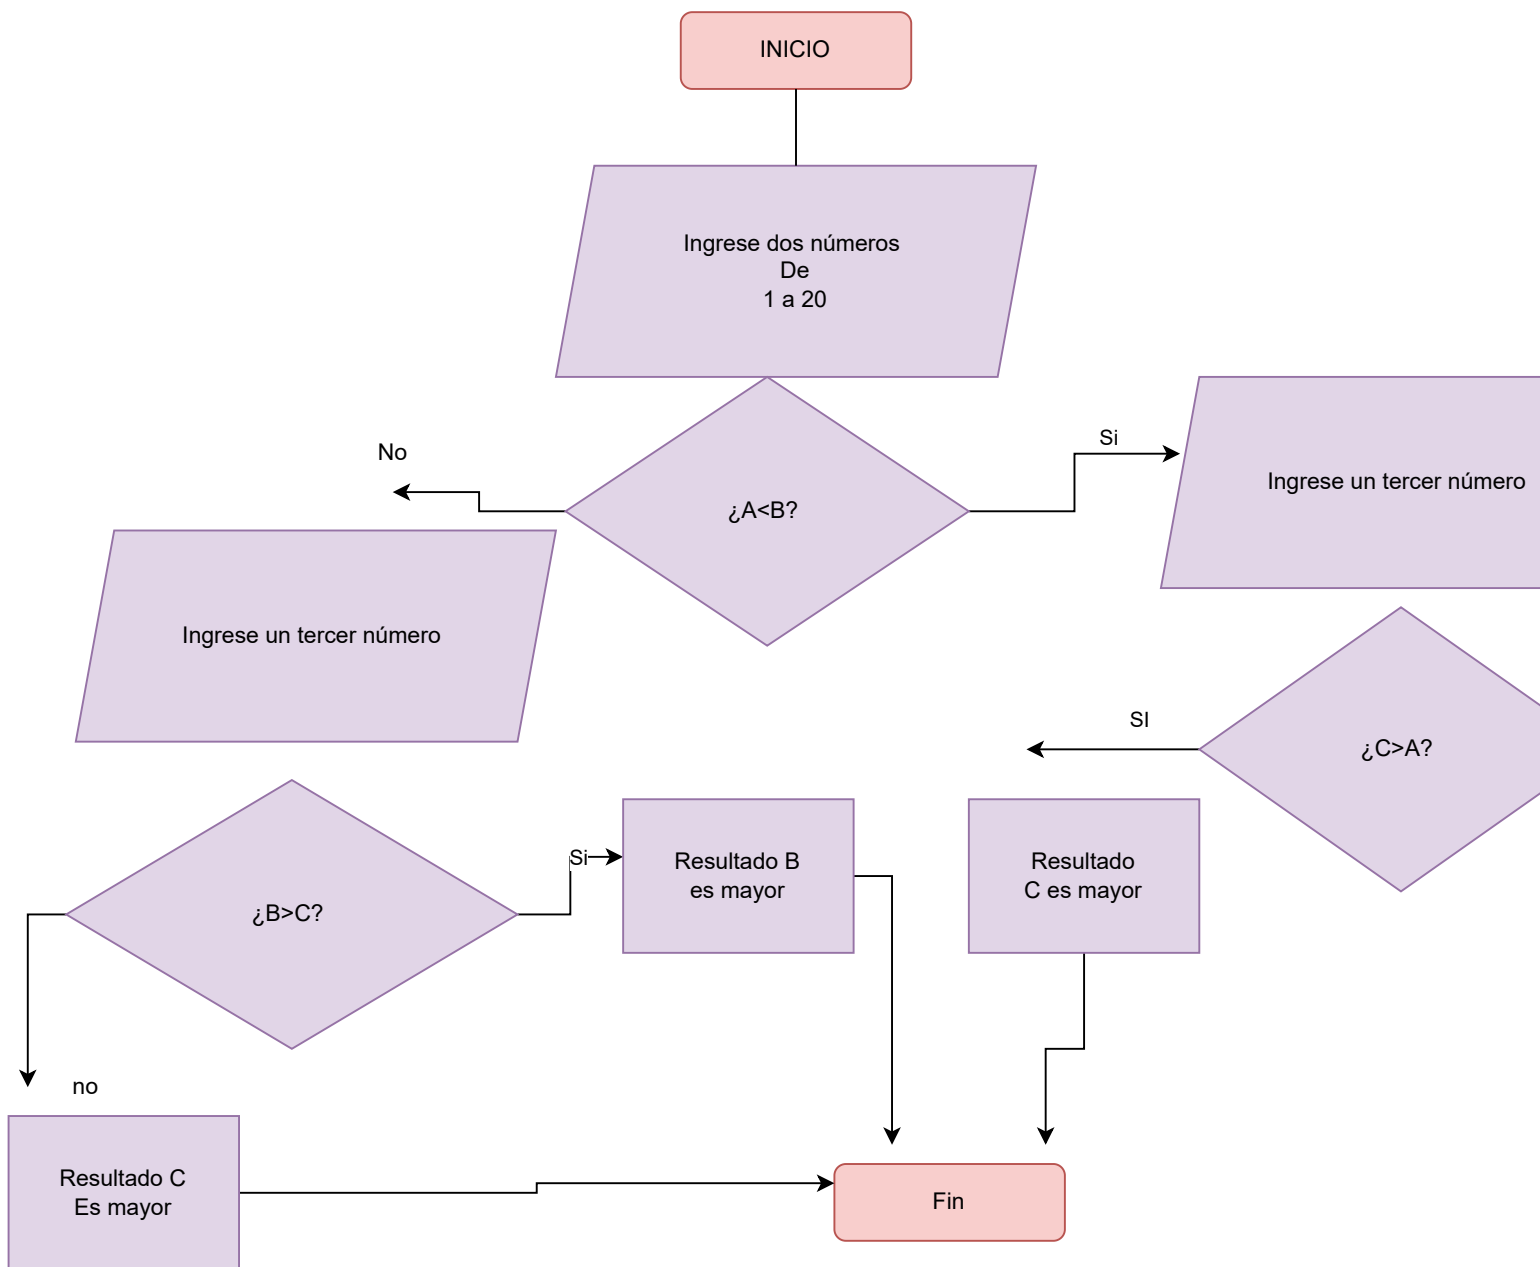 INICIO
Ingrese dos números
De
1 a 20
No
Si
¿A<B?
Ingrese un tercer número
Ingrese un tercer número
SI
¿C>A?
¿B>C?
Si
Resultado B
es mayor
Resultado
C es mayor
no
Resultado C
Es mayor
Fin